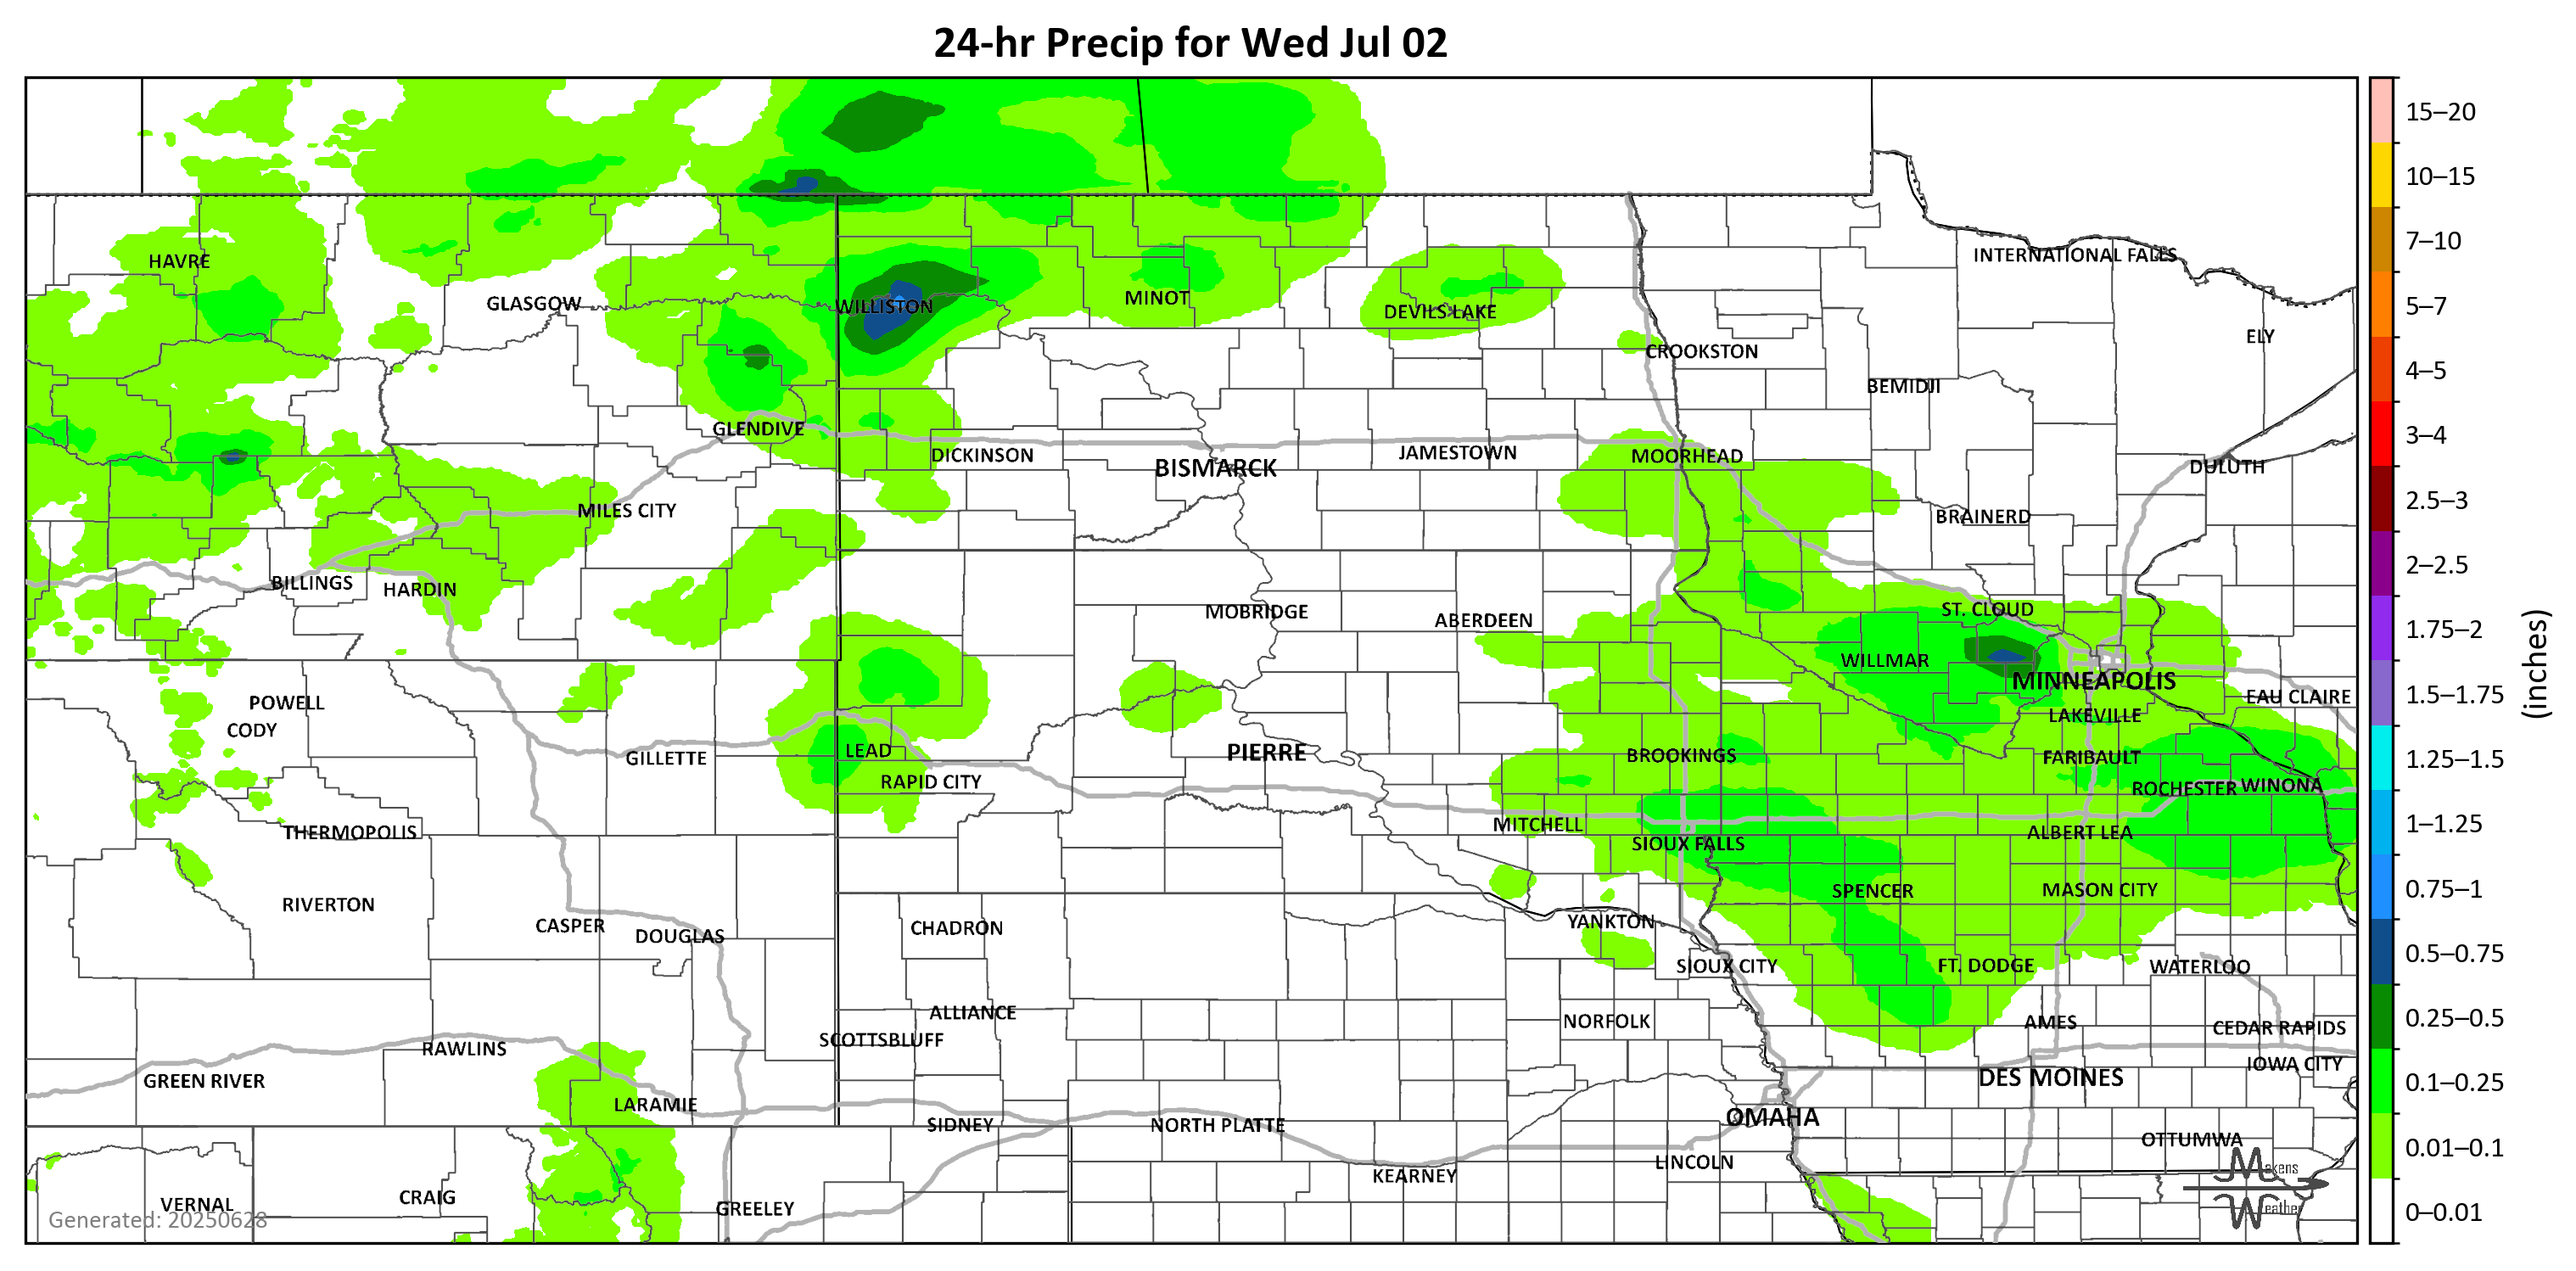 24-hr Precip for Wed Jul 02
15–20
10–15
INTERNATIONAL FALLS
7–10
HAVRE
GLASGOW
WILLISTON
MINOT
DEVILS LAKE
5–7
ELY
CROOKSTON
4–5
BEMIDJI
GLENDIVE
3–4
DICKINSON
BISMARCK
JAMESTOWN
MOORHEAD
DULUTH
MILES CITY
BRAINERD
2.5–3
BILLINGS
HARDIN
2–2.5
MOBRIDGE
ABERDEEN
ST. CLOUD
1.75–2
WILLMAR
MINNEAPOLIS
(inches)
POWELL
EAU CLAIRE
1.5–1.75
CODY
LAKEVILLE
GILLETTE
LEAD
PIERRE
BROOKINGS
FARIBAULT
1.25–1.5
RAPID CITY
ROCHESTER
WINONA
THERMOPOLIS
MITCHELL
ALBERT LEA
1–1.25
SIOUX FALLS
RIVERTON
SPENCER
MASON CITY
0.75–1
CASPER
DOUGLAS
CHADRON
YANKTON
0.5–0.75
SIOUX CITY
FT. DODGE
WATERLOO
ALLIANCE
NORFOLK
AMES
CEDAR RAPIDS
0.25–0.5
RAWLINS
SCOTTSBLUFF
IOWA CITY
GREEN RIVER
DES MOINES
0.1–0.25
LARAMIE
SIDNEY
NORTH PLATTE
OMAHA
OTTUMWA
0.01–0.1
KEARNEY
LINCOLN
Makens
Weather
VERNAL
CRAIG
GREELEY
Generated: 20250628
0–0.01